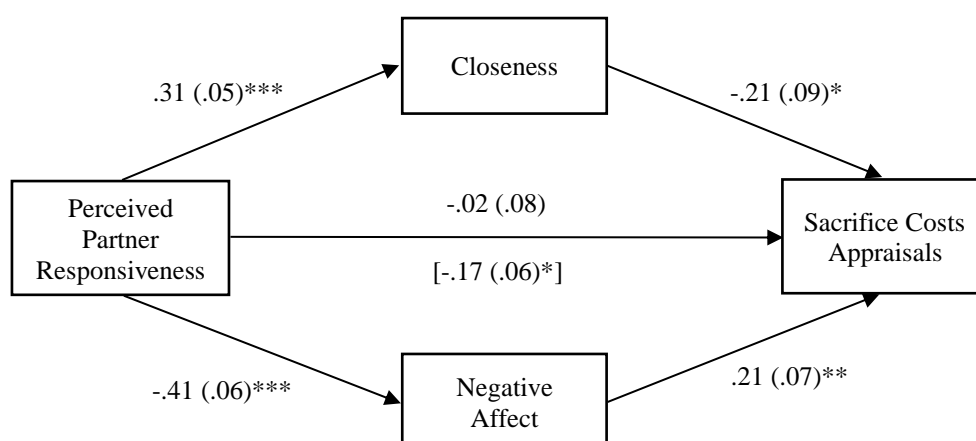 Closeness
.31 (.05)***
-.21 (.09)*
Perceived
Partner
Responsiveness
-.02 (.08)
[-.17 (.06)*]
Sacrifice Costs
Appraisals
-.41 (.06)***
Negative
Affect
.21 (.07)**